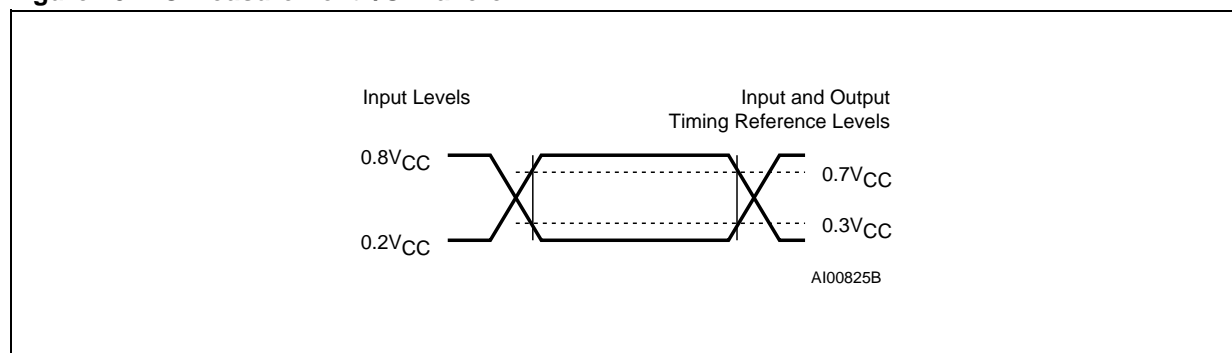 Input Levels
Input and Output
Timing Reference Levels
0.8VCC
0.7VCC
0.3VCC
0.2VCC
AI00825B